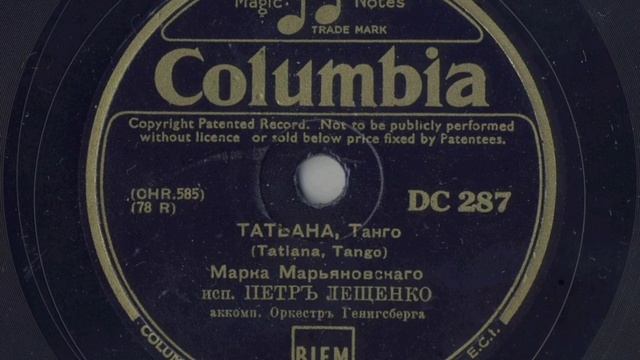 Magic Notes
TRADE MARK
Columbia
Copyright Patented Record. Not to be publicly performed
without licence or sold below price fixed by Patentees.
(CHR.585)
(78 R)
DC 287
ТАТЬАНА, Танго
(Tatiana, Tango)
Марка Марьяновскаго
исп. ПЕТРЪ ЛЕЩЕНКО
аккомп. Оркестръ Генигсберга
BIEM
COLUM
E.C.I.